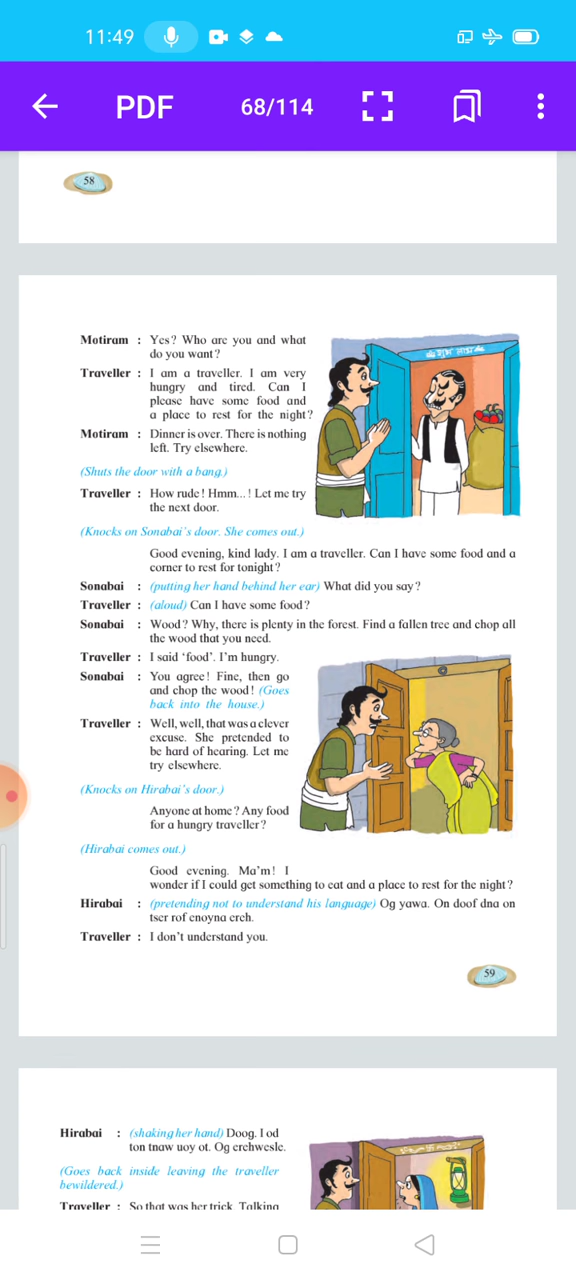 11:49
PDF 68/114
58
Motiram : Yes? Who are you and what
do you want?
Traveller : I am a traveller. I am very
hungry and tired. Can I
please have some food and
a place to rest for the night?
Motiram : Dinner is over. There is nothing
left. Try elsewhere.
(Shuts the door with a bang.)
Traveller : How rude! Hmm...! Let me try
the next door.
(Knocks on Sonabai's door. She comes out.)
Good evening, kind lady. I am a traveller. Can I have some food and a
corner to rest for tonight?
Sonabai : (putting her hand behind her ear) What did you say?
Traveller : (aloud) Can I have some food?
Sonabai : Wood? Why, there is plenty in the forest. Find a fallen tree and chop all
the wood that you need.
Traveller : I said 'food'. I'm hungry.
Sonabai : You agree! Fine, then go
and chop the wood! (Goes
back into the house.)
Traveller : Well, well, that was a clever
excuse. She pretended to
be hard of hearing. Let me
try elsewhere.
(Knocks on Hirabai's door.)
Anyone at home? Any food
for a hungry traveller?
(Hirabai comes out.)
Good evening. Ma'm! I
wonder if I could get something to eat and a place to rest for the night?
Hirabai : (pretending not to understand his language) Og yawa. On doof dna on
tser rof enoyna ereh.
Traveller : I don't understand you.
59
Hirabai : (shaking her hand) Doog. I od
ton tnaw uoy ot. Og erehwesle.
(Goes back inside leaving the traveller
bewildered.)
Traveller : So that was her trick. Talking